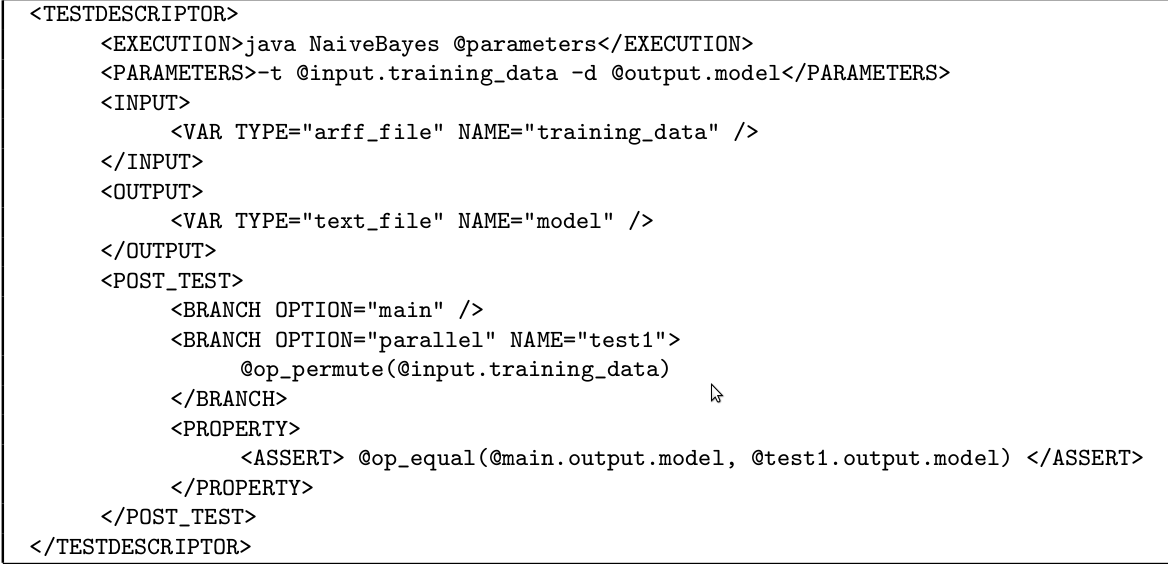 <TESTDESCRIPTOR>
<EXECUTION>java NaiveBayes @parameters</EXECUTION>
<PARAMETERS>-t @input.training_data -d @output.model</PARAMETERS>
<INPUT>
<VAR TYPE="arff_file" NAME="training_data" />
</INPUT>
<OUTPUT>
<VAR TYPE="text_file" NAME="model" />
</OUTPUT>
<POST_TEST>
<BRANCH OPTION="main" />
<BRANCH OPTION="parallel" NAME="test1">
@op_permute(@input.training_data)
</BRANCH>
<PROPERTY>
<ASSERT> @op_equal(@main.output.model, @test1.output.model) </ASSERT>
</PROPERTY>
</POST_TEST>
</TESTDESCRIPTOR>